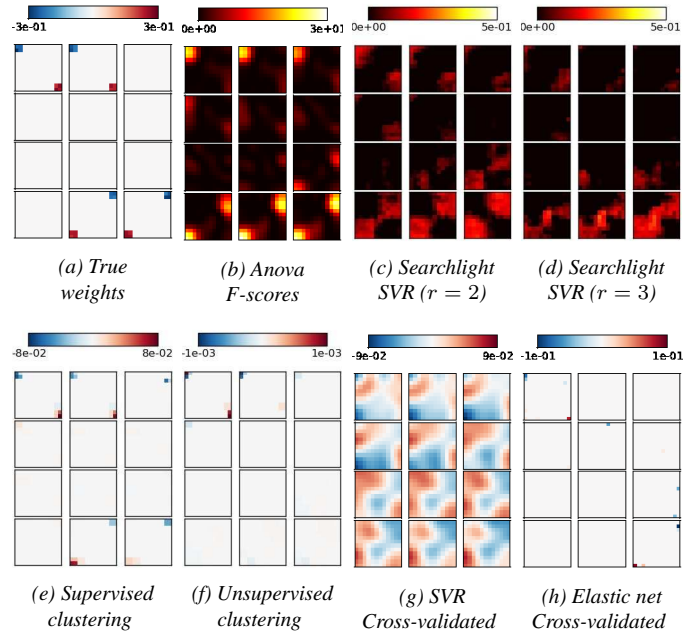 -3e-01 3e-01 0e+00 3e+01 0e+00 5e-01 0e+00 5e-01
(a) True (b) Anova (c) Searchlight (d) Searchlight
weights F-scores SVR (r = 2) SVR (r = 3)
-8e-02 8e-02 -1e-03 1e-03 -9e-02 9e-02 -1e-01 1e-01
(e) Supervised (f) Unsupervised (g) SVR (h) Elastic net
clustering clustering Cross-validated Cross-validated